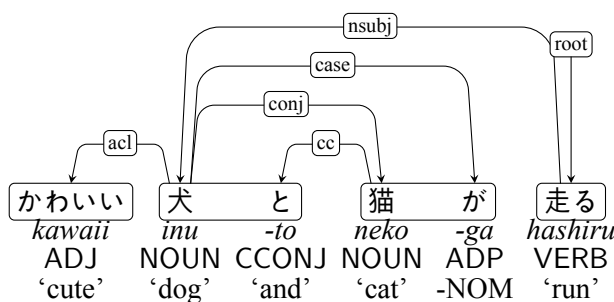 nsubj
root
case
conj
acl
cc
かわいい 犬 と 猫 が 走る
kawaii inu -to neko -ga hashiru
ADJ NOUN CCONJ NOUN ADP VERB
‘cute’ ‘dog’ ‘and’ ‘cat’ -NOM ‘run’